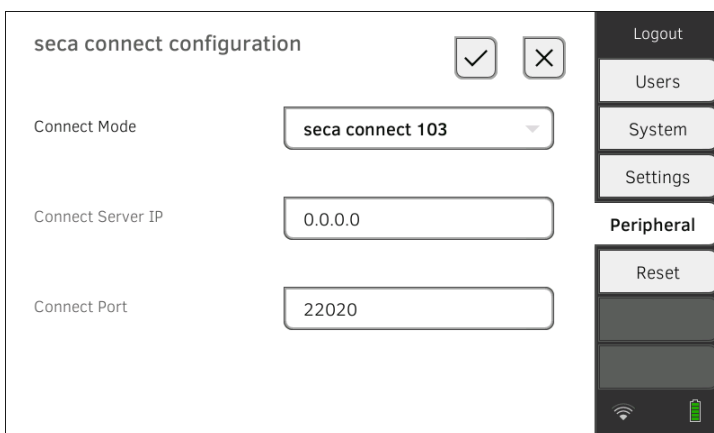 seca connect configuration
Connect Mode
seca connect 103
Connect Server IP
0.0.0.0
Connect Port
22020
Logout
Users
System
Settings
Peripheral
Reset